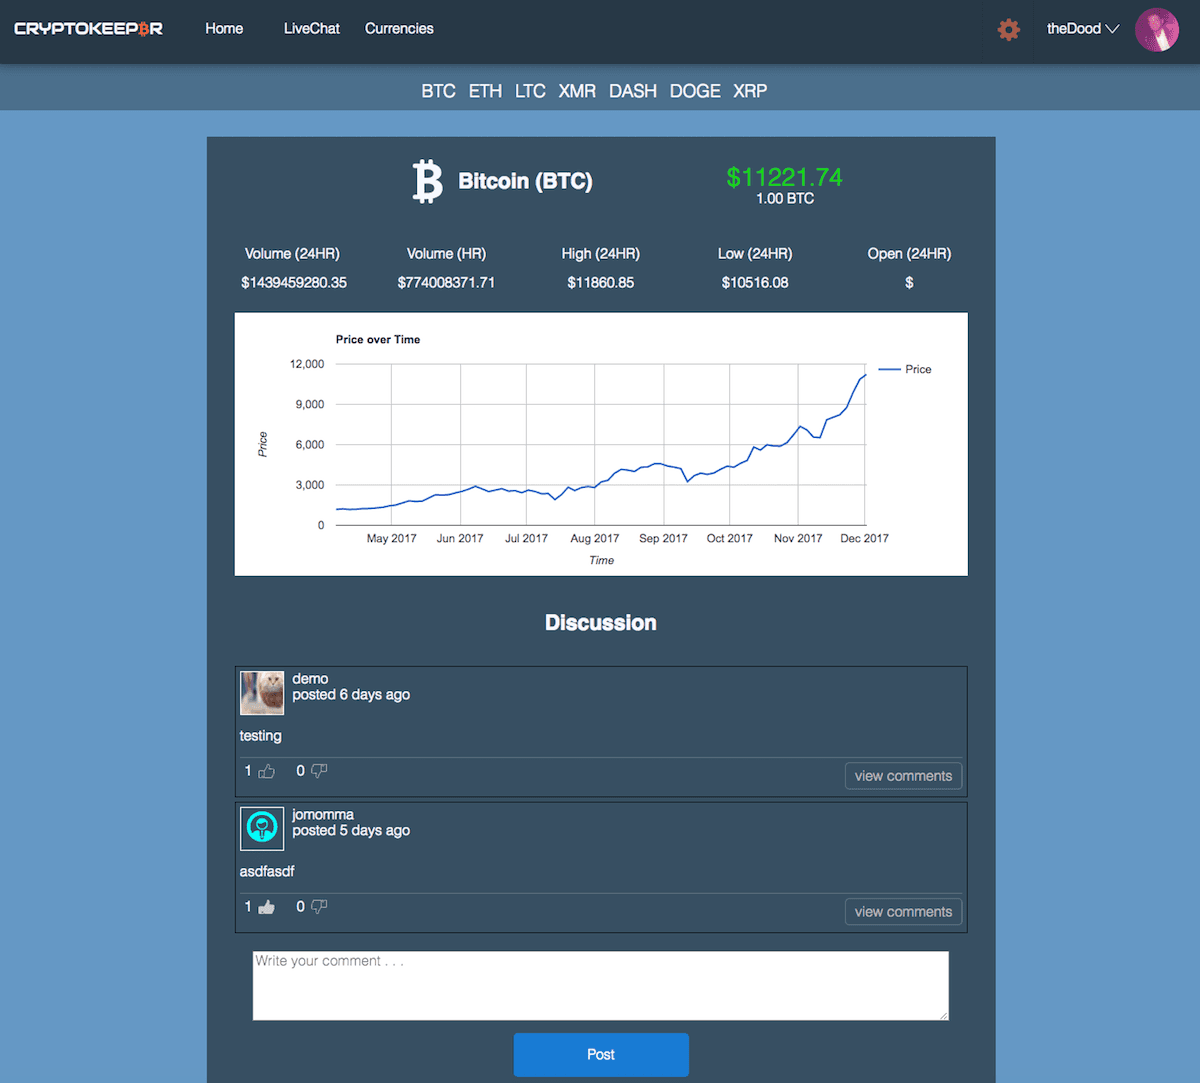 CRYPTOKEEPɃR Home LiveChat Currencies theDood
BTC ETH LTC XMR DASH DOGE XRP
Bitcoin (BTC)
$11221.74
1.00 BTC
Volume (24HR) Volume (HR) High (24HR) Low (24HR) Open (24HR)
$1439459280.35 $774008371.71 $11860.85 $10516.08 $
Price over Time
12,000
9,000
6,000
3,000
0
Price
Price
May 2017 Jun 2017 Jul 2017 Aug 2017 Sep 2017 Oct 2017 Nov 2017 Dec 2017
Time
Discussion
demo
posted 6 days ago
testing
1 0 view comments
jomomma
posted 5 days ago
asdfasdf
1 0 view comments
Write your comment . . .
Post